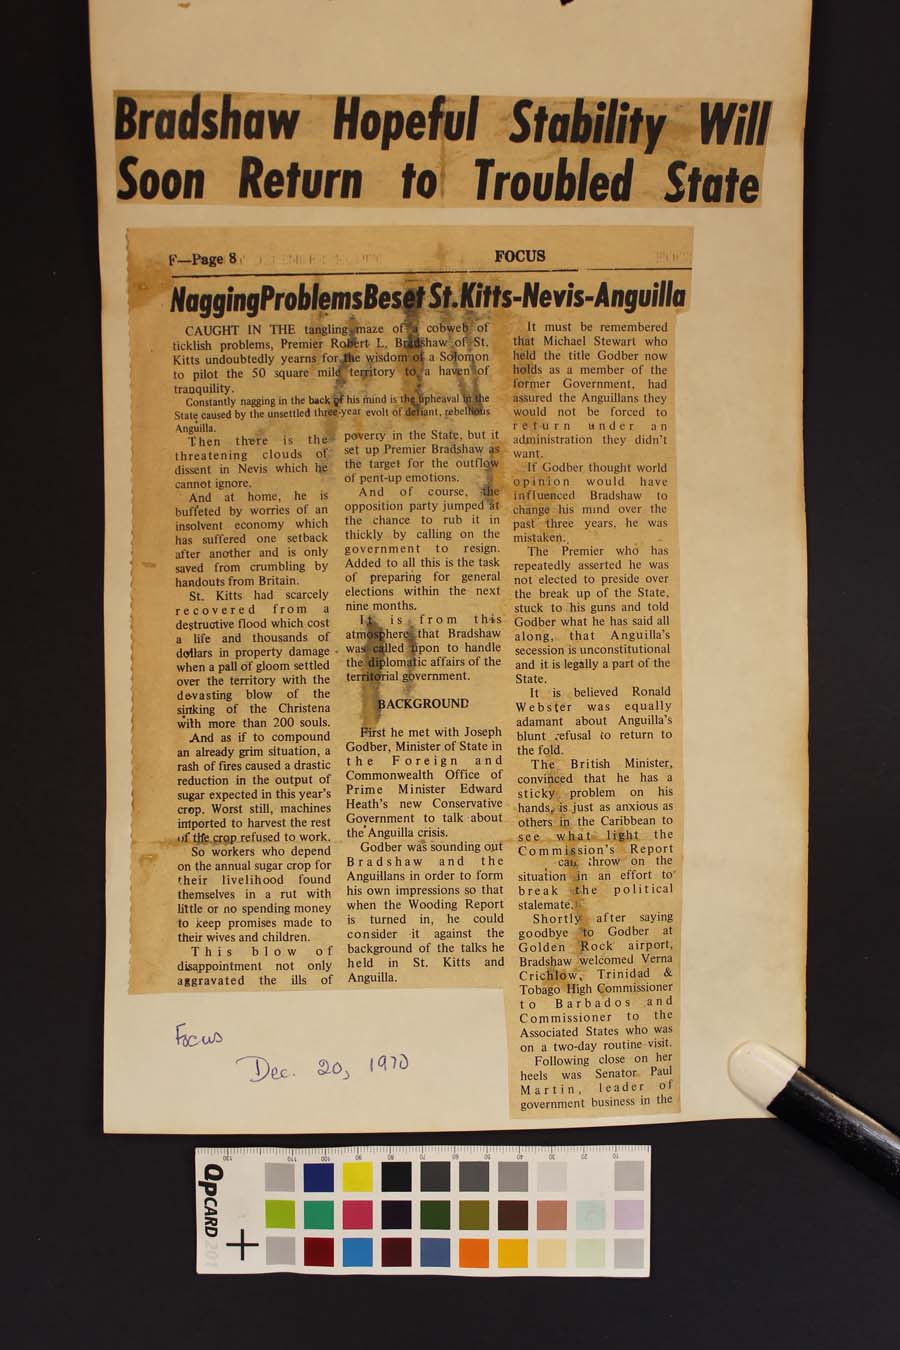 Bradshaw Hopeful Stability Will
Soon Return to Troubled State
F—Page 8
FOCUS
Nagging Problems Beset St. Kitts-Nevis-Anguilla
CAUGHT IN THE tangling maze of a cobweb of
ticklish problems, Premier Robert L. Bradshaw of St.
Kitts undoubtedly yearns for the wisdom of a Solomon
to pilot the 50 square mile territory to a haven of
tranquility.
Constantly nagging in the back of his mind is the upheaval in the
State caused by the unsettled three-year evolt of defiant, rebellious
Anguilla.
Then there is the
threatening clouds of
dissent in Nevis which he
cannot ignore.
And at home, he is
buffeted by worries of an
insolvent economy which
has suffered one setback
after another and is only
saved from crumbling by
handouts from Britain.
St. Kitts had scarcely
recovered from a
destructive flood which cost
a life and thousands of
dollars in property damage
when a pall of gloom settled
over the territory with the
devasting blow of the
sinking of the Christena
with more than 200 souls.
And as if to compound
an already grim situation, a
rash of fires caused a drastic
reduction in the output of
sugar expected in this year's
crop. Worst still, machines
imported to harvest the rest
of the crop refused to work.
So workers who depend
on the annual sugar crop for
their livelihood found
themselves in a rut with
little or no spending money
to keep promises made to
their wives and children.
This blow of
disappointment not only
aggravated the ills of
poverty in the State, but it
set up Premier Bradshaw as
the target for the outflow
of pent-up emotions.
And of course, the
opposition party jumped at
the chance to rub it in
thickly by calling on the
government to resign.
Added to all this is the task
of preparing for general
elections within the next
nine months.
It is from this
atmosphere that Bradshaw
was called upon to handle
the diplomatic affairs of the
territorial government.
BACKGROUND
First he met with Joseph
Godber, Minister of State in
the Foreign and
Commonwealth Office of
Prime Minister Edward
Heath's new Conservative
Government to talk about
the Anguilla crisis.
Godber was sounding out
Bradshaw and the
Anguillans in order to form
his own impressions so that
when the Wooding Report
is turned in, he could
consider it against the
background of the talks he
held in St. Kitts and
Anguilla.
It must be remembered
that Michael Stewart who
held the title Godber now
holds as a member of the
former Government, had
assured the Anguillans they
would not be forced to
return under an
administration they didn't
want.
If Godber thought world
opinion would have
influenced Bradshaw to
change his mind over the
past three years, he was
mistaken.
The Premier who has
repeatedly asserted he was
not elected to preside over
the break up of the State,
stuck to his guns and told
Godber what he has said all
along, that Anguilla's
secession is unconstitutional
and it is legally a part of the
State.
It is believed Ronald
Webster was equally
adamant about Anguilla's
blunt refusal to return to
the fold.
The British Minister,
convinced that he has a
sticky problem on his
hands, is just as anxious as
others in the Caribbean to
see what light the
Commission's Report
can throw on the
situation in an effort to
break the political
stalemate.
Shortly after saying
goodbye to Godber at
Golden Rock airport,
Bradshaw welcomed Verna
Crichlow, Trinidad &
Tobago High Commissioner
to Barbados and
Commissioner to the
Associated States who was
on a two-day routine visit.
Following close on her
heels was Senator Paul
Martin, leader of
government business in the
Focus
Dec. 20, 1970
QPCARD 201
130 110 100 90 80 70 60 50 40 30 20 10